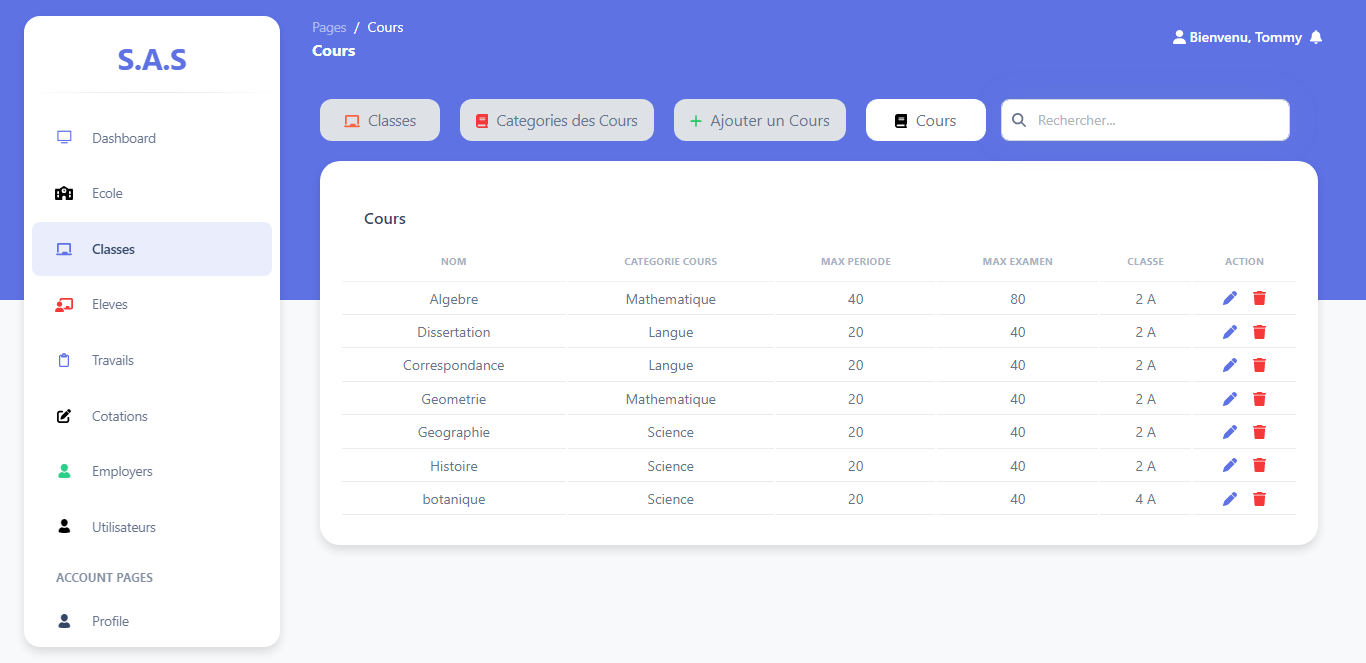 S.A.S
Dashboard
Ecole
Classes
Eleves
Travails
Cotations
Employers
Utilisateurs
ACCOUNT PAGES
Profile
Pages / Cours
Cours
Bienvenu, Tommy
Classes
Categories des Cours
Ajouter un Cours
Cours
Rechercher...
Cours
NOM CATEGORIE COURS MAX PERIODE MAX EXAMEN CLASSE ACTION
Algebre Mathematique 40 80 2 A
Dissertation Langue 20 40 2 A
Correspondance Langue 20 40 2 A
Geometrie Mathematique 20 40 2 A
Geographie Science 20 40 2 A
Histoire Science 20 40 2 A
botanique Science 20 40 4 A